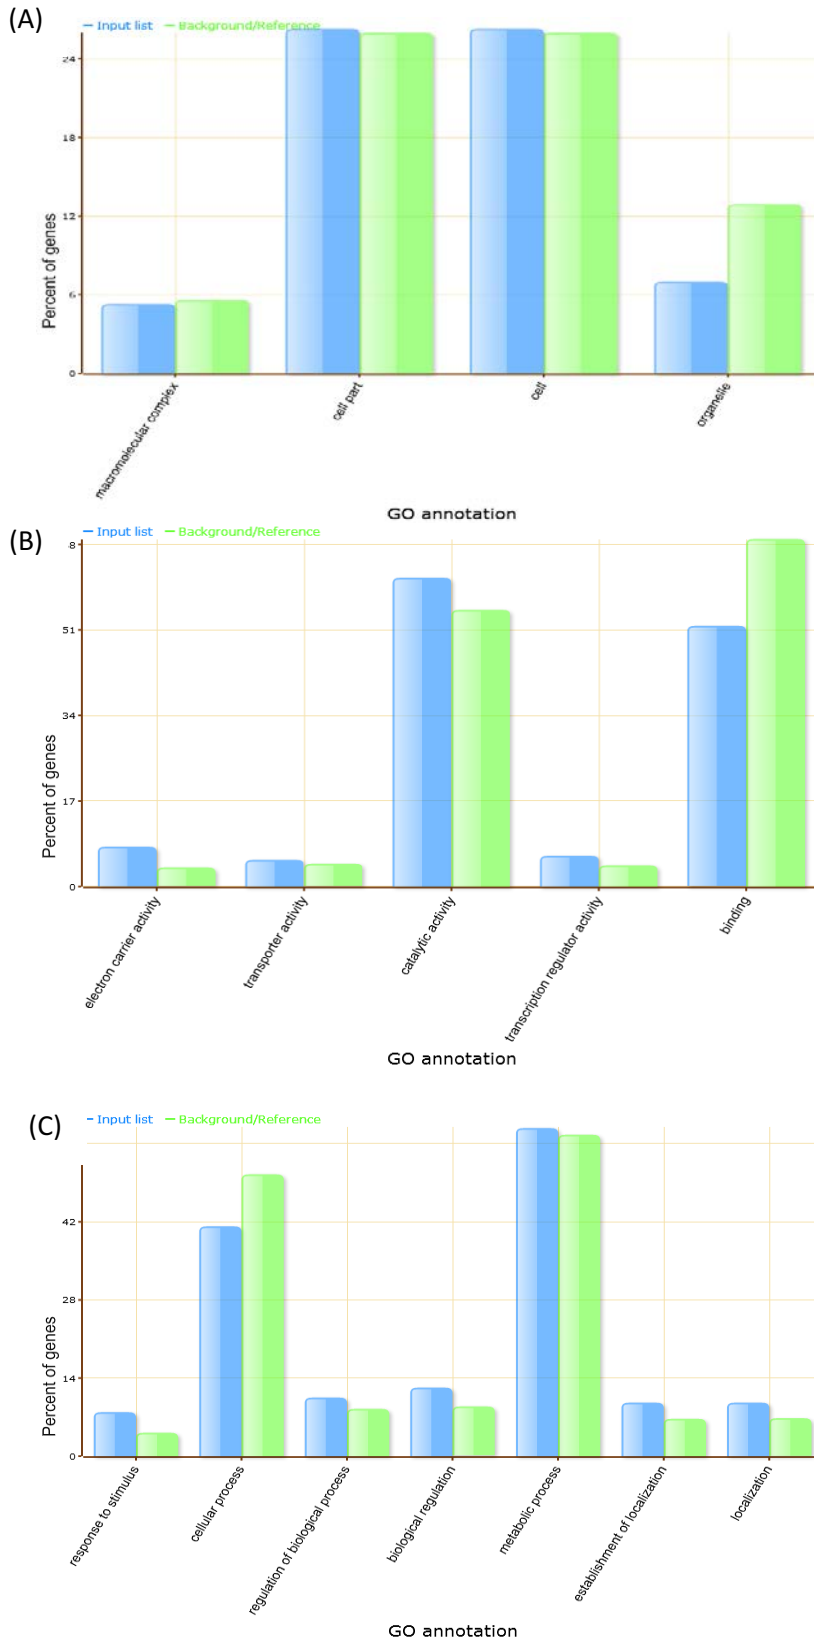 (A)
Input list Background/Reference
24
18
12
6
0
Percent of genes
macromolecular complex
cell part
cell
organelle
GO annotation
(B)
Input list Background/Reference
8
51
34
17
0
Percent of genes
electron carrier activity
transporter activity
catalytic activity
transcription regulator activity
binding
GO annotation
(C)
Input list Background/Reference
42
28
14
0
Percent of genes
response to stimulus
cellular process
regulation of biological process
biological regulation
metabolic process
establishment of localization
localization
GO annotation